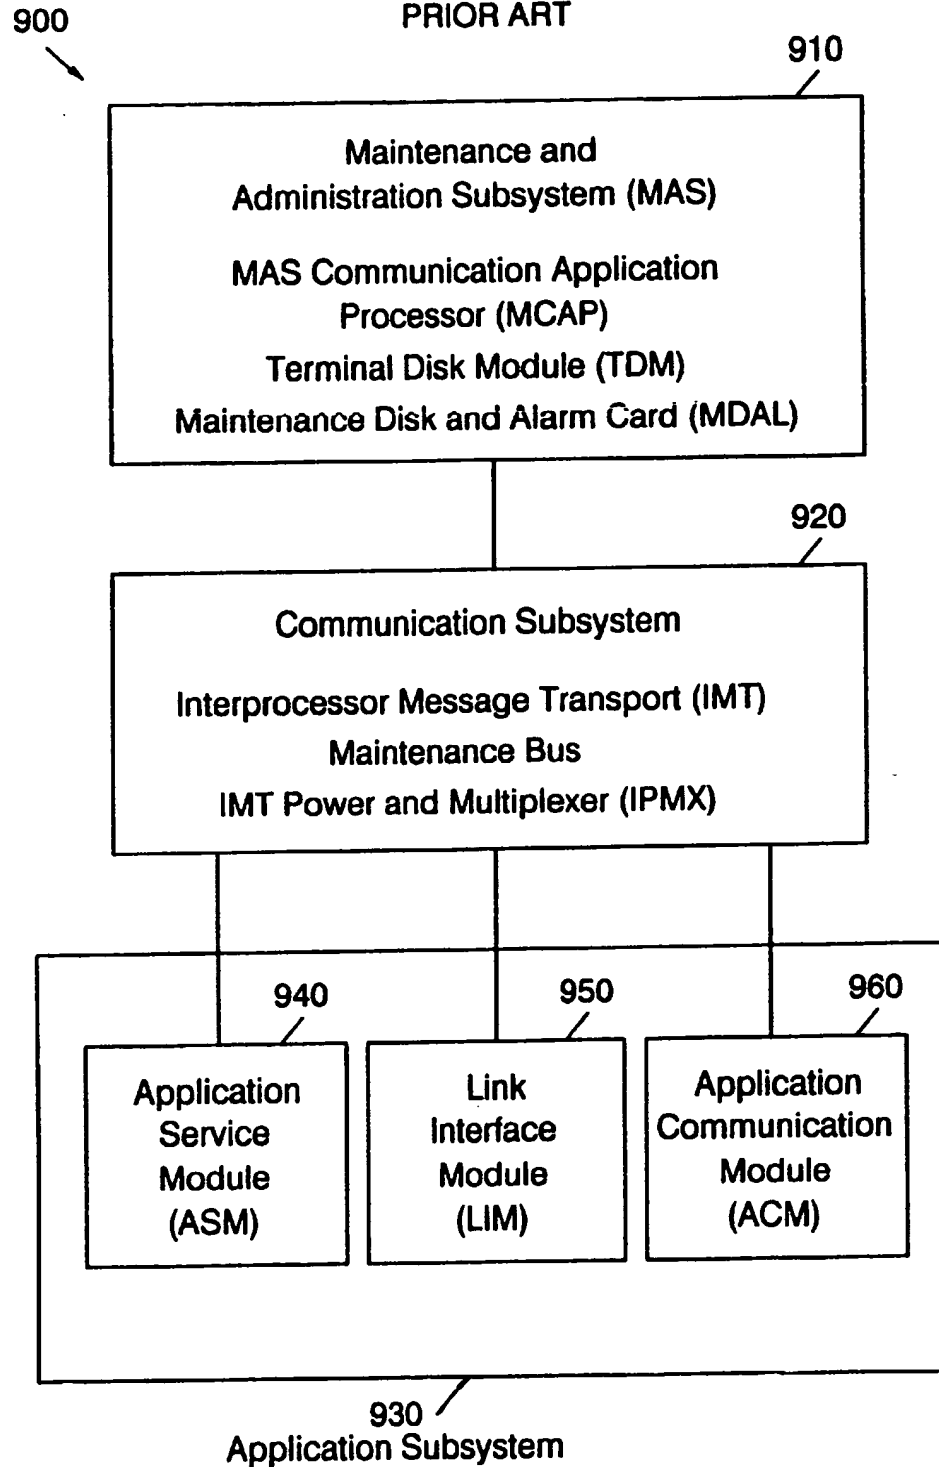 PRIOR ART
900
910
Maintenance and
Administration Subsystem (MAS)
MAS Communication Application
Processor (MCAP)
Terminal Disk Module (TDM)
Maintenance Disk and Alarm Card (MDAL)
920
Communication Subsystem
Interprocessor Message Transport (IMT)
Maintenance Bus
IMT Power and Multiplexer (IPMX)
940
Application
Service
Module
(ASM)
950
Link
Interface
Module
(LIM)
960
Application
Communication
Module
(ACM)
930
Application Subsystem